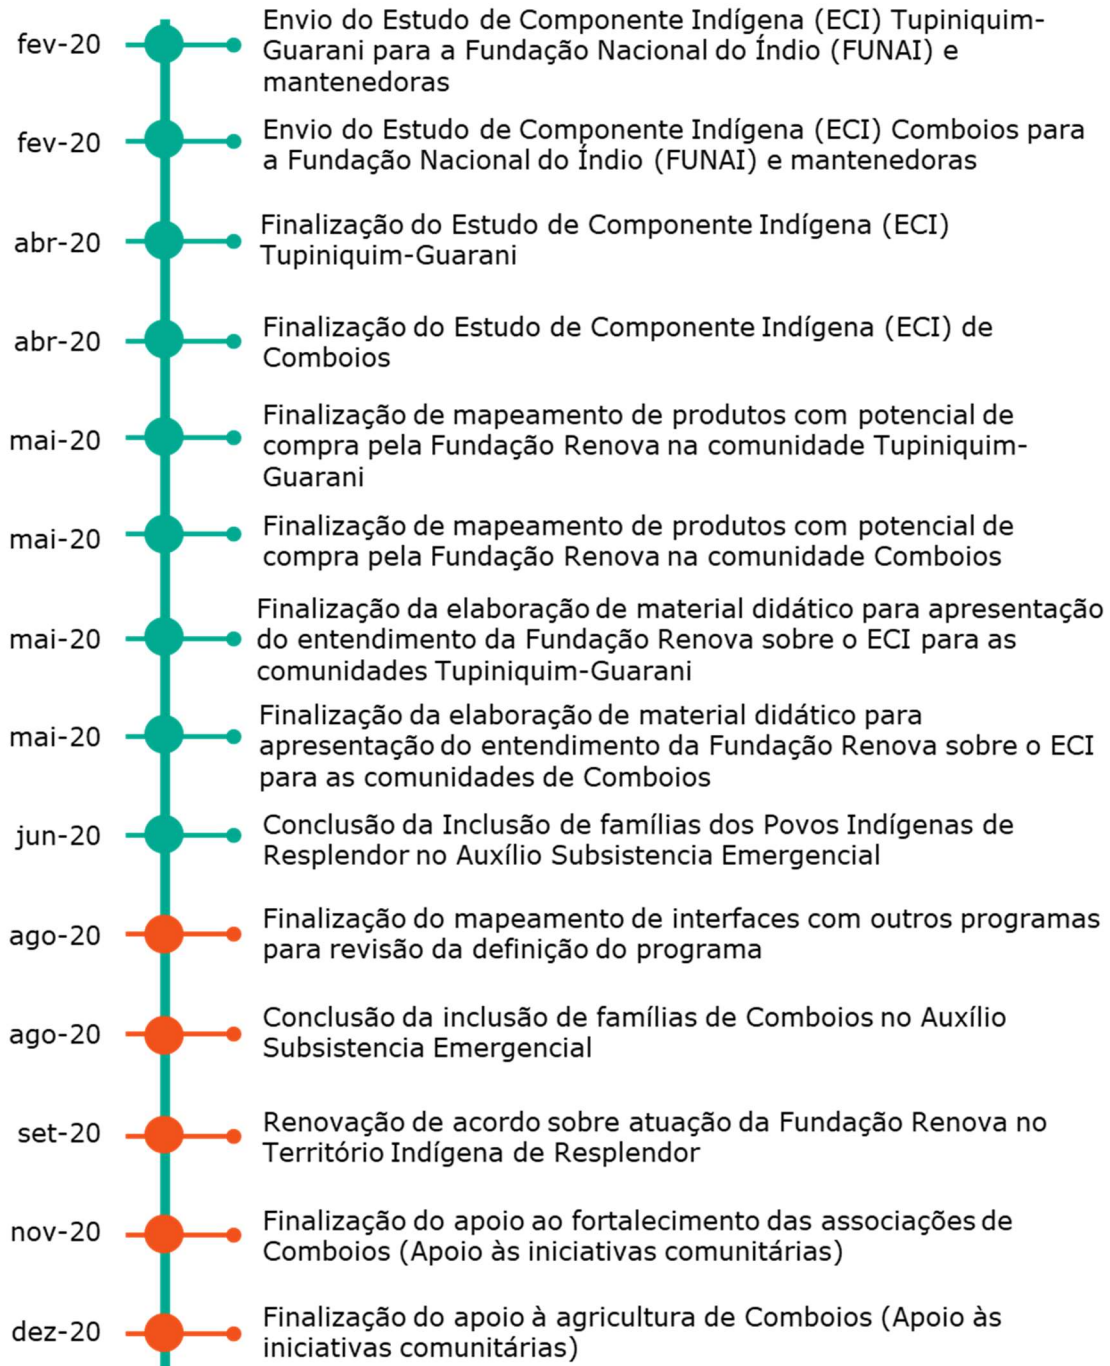 fev-20
Envio do Estudo de Componente Indígena (ECI) Tupiniquim-
Guarani para a Fundação Nacional do Índio (FUNAI) e
mantenedoras
fev-20
Envio do Estudo de Componente Indígena (ECI) Comboios para
a Fundação Nacional do Índio (FUNAI) e mantenedoras
abr-20
Finalização do Estudo de Componente Indígena (ECI)
Tupiniquim-Guarani
abr-20
Finalização do Estudo de Componente Indígena (ECI) de
Comboios
mai-20
Finalização de mapeamento de produtos com potencial de
compra pela Fundação Renova na comunidade Tupiniquim-
Guarani
mai-20
Finalização de mapeamento de produtos com potencial de
compra pela Fundação Renova na comunidade Comboios
mai-20
Finalização da elaboração de material didático para apresentação
do entendimento da Fundação Renova sobre o ECI para as
comunidades Tupiniquim-Guarani
mai-20
Finalização da elaboração de material didático para
apresentação do entendimento da Fundação Renova sobre o ECI
para as comunidades de Comboios
jun-20
Conclusão da Inclusão de famílias dos Povos Indígenas de
Resplendor no Auxílio Subsistencia Emergencial
ago-20
Finalização do mapeamento de interfaces com outros programas
para revisão da definição do programa
ago-20
Conclusão da inclusão de famílias de Comboios no Auxílio
Subsistencia Emergencial
set-20
Renovação de acordo sobre atuação da Fundação Renova no
Território Indígena de Resplendor
nov-20
Finalização do apoio ao fortalecimento das associações de
Comboios (Apoio às iniciativas comunitárias)
dez-20
Finalização do apoio à agricultura de Comboios (Apoio às
iniciativas comunitárias)